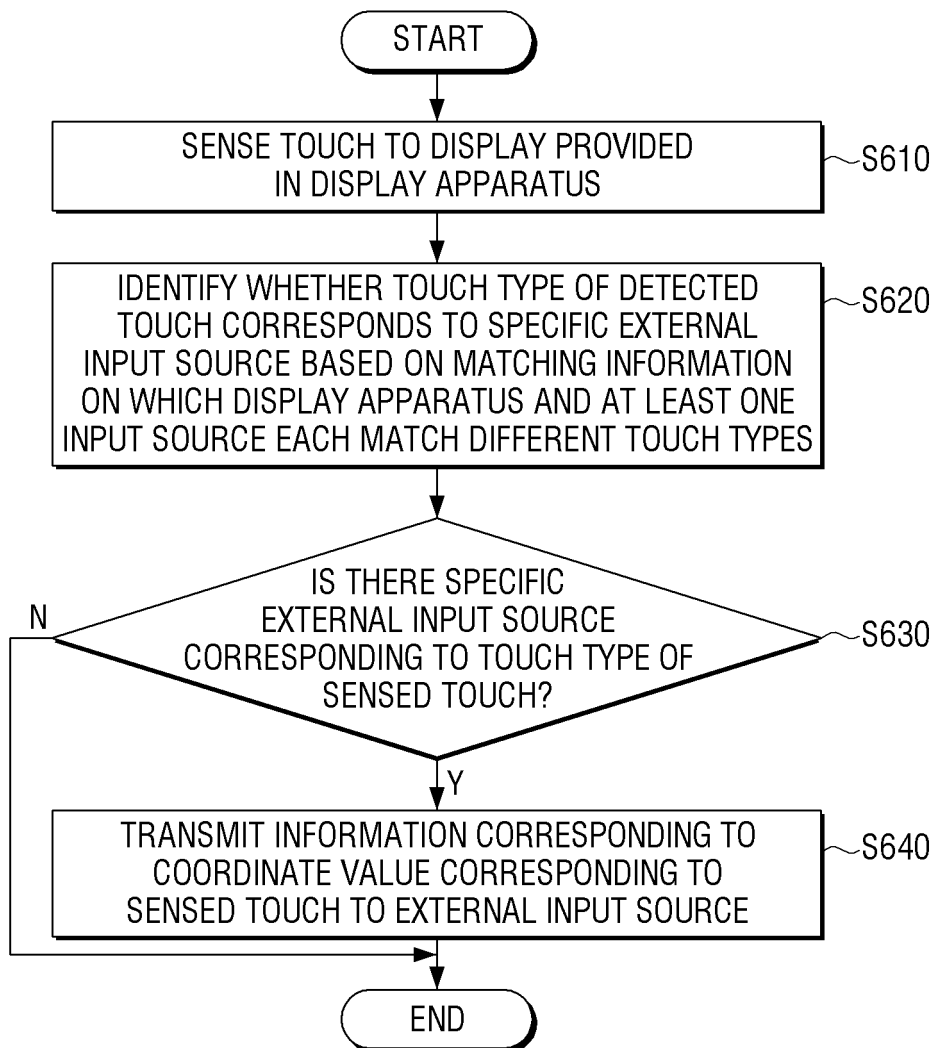 START
SENSE TOUCH TO DISPLAY PROVIDED
IN DISPLAY APPARATUS
S610
IDENTIFY WHETHER TOUCH TYPE OF DETECTED
TOUCH CORRESPONDS TO SPECIFIC EXTERNAL
INPUT SOURCE BASED ON MATCHING INFORMATION
ON WHICH DISPLAY APPARATUS AND AT LEAST ONE
INPUT SOURCE EACH MATCH DIFFERENT TOUCH TYPES
S620
IS THERE SPECIFIC
EXTERNAL INPUT SOURCE
CORRESPONDING TO TOUCH TYPE OF
SENSED TOUCH?
S630
N
Y
TRANSMIT INFORMATION CORRESPONDING TO
COORDINATE VALUE CORRESPONDING TO
SENSED TOUCH TO EXTERNAL INPUT SOURCE
S640
END